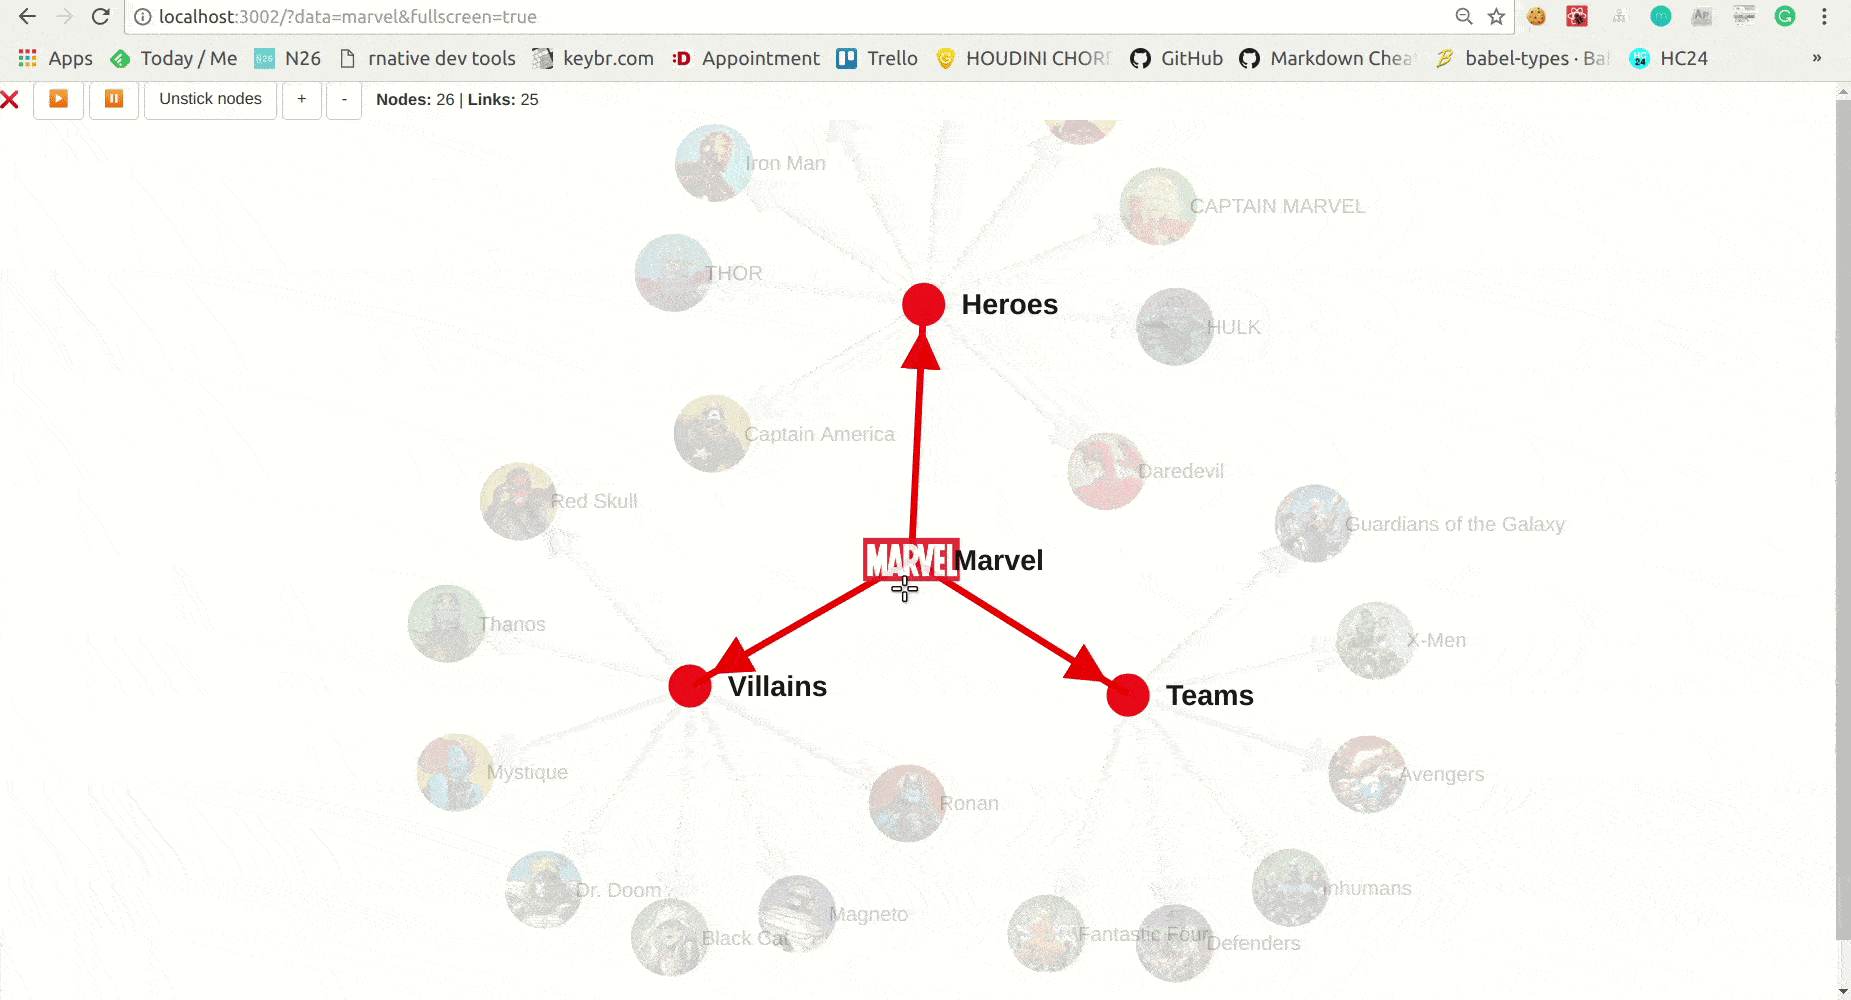 localhost:3002/?data=marvel&fullscreen=true
Apps Today / Me N26 rnative dev tools keybr.com :D Appointment Trello HOUDINI CHOR GitHub Markdown Chea babel-types · Ba HC24 »
Unstick nodes + - Nodes: 26 | Links: 25
Iron Man
CAPTAIN MARVEL
THOR
Heroes
HULK
Captain America
Daredevil
Red Skull
Guardians of the Galaxy
MARVEL Marvel
Thanos
X-Men
Villains
Teams
Mystique
Avengers
Ronan
Dr. Doom
Inhumans
Magneto
Black Cat
Fantastic Four
Defenders